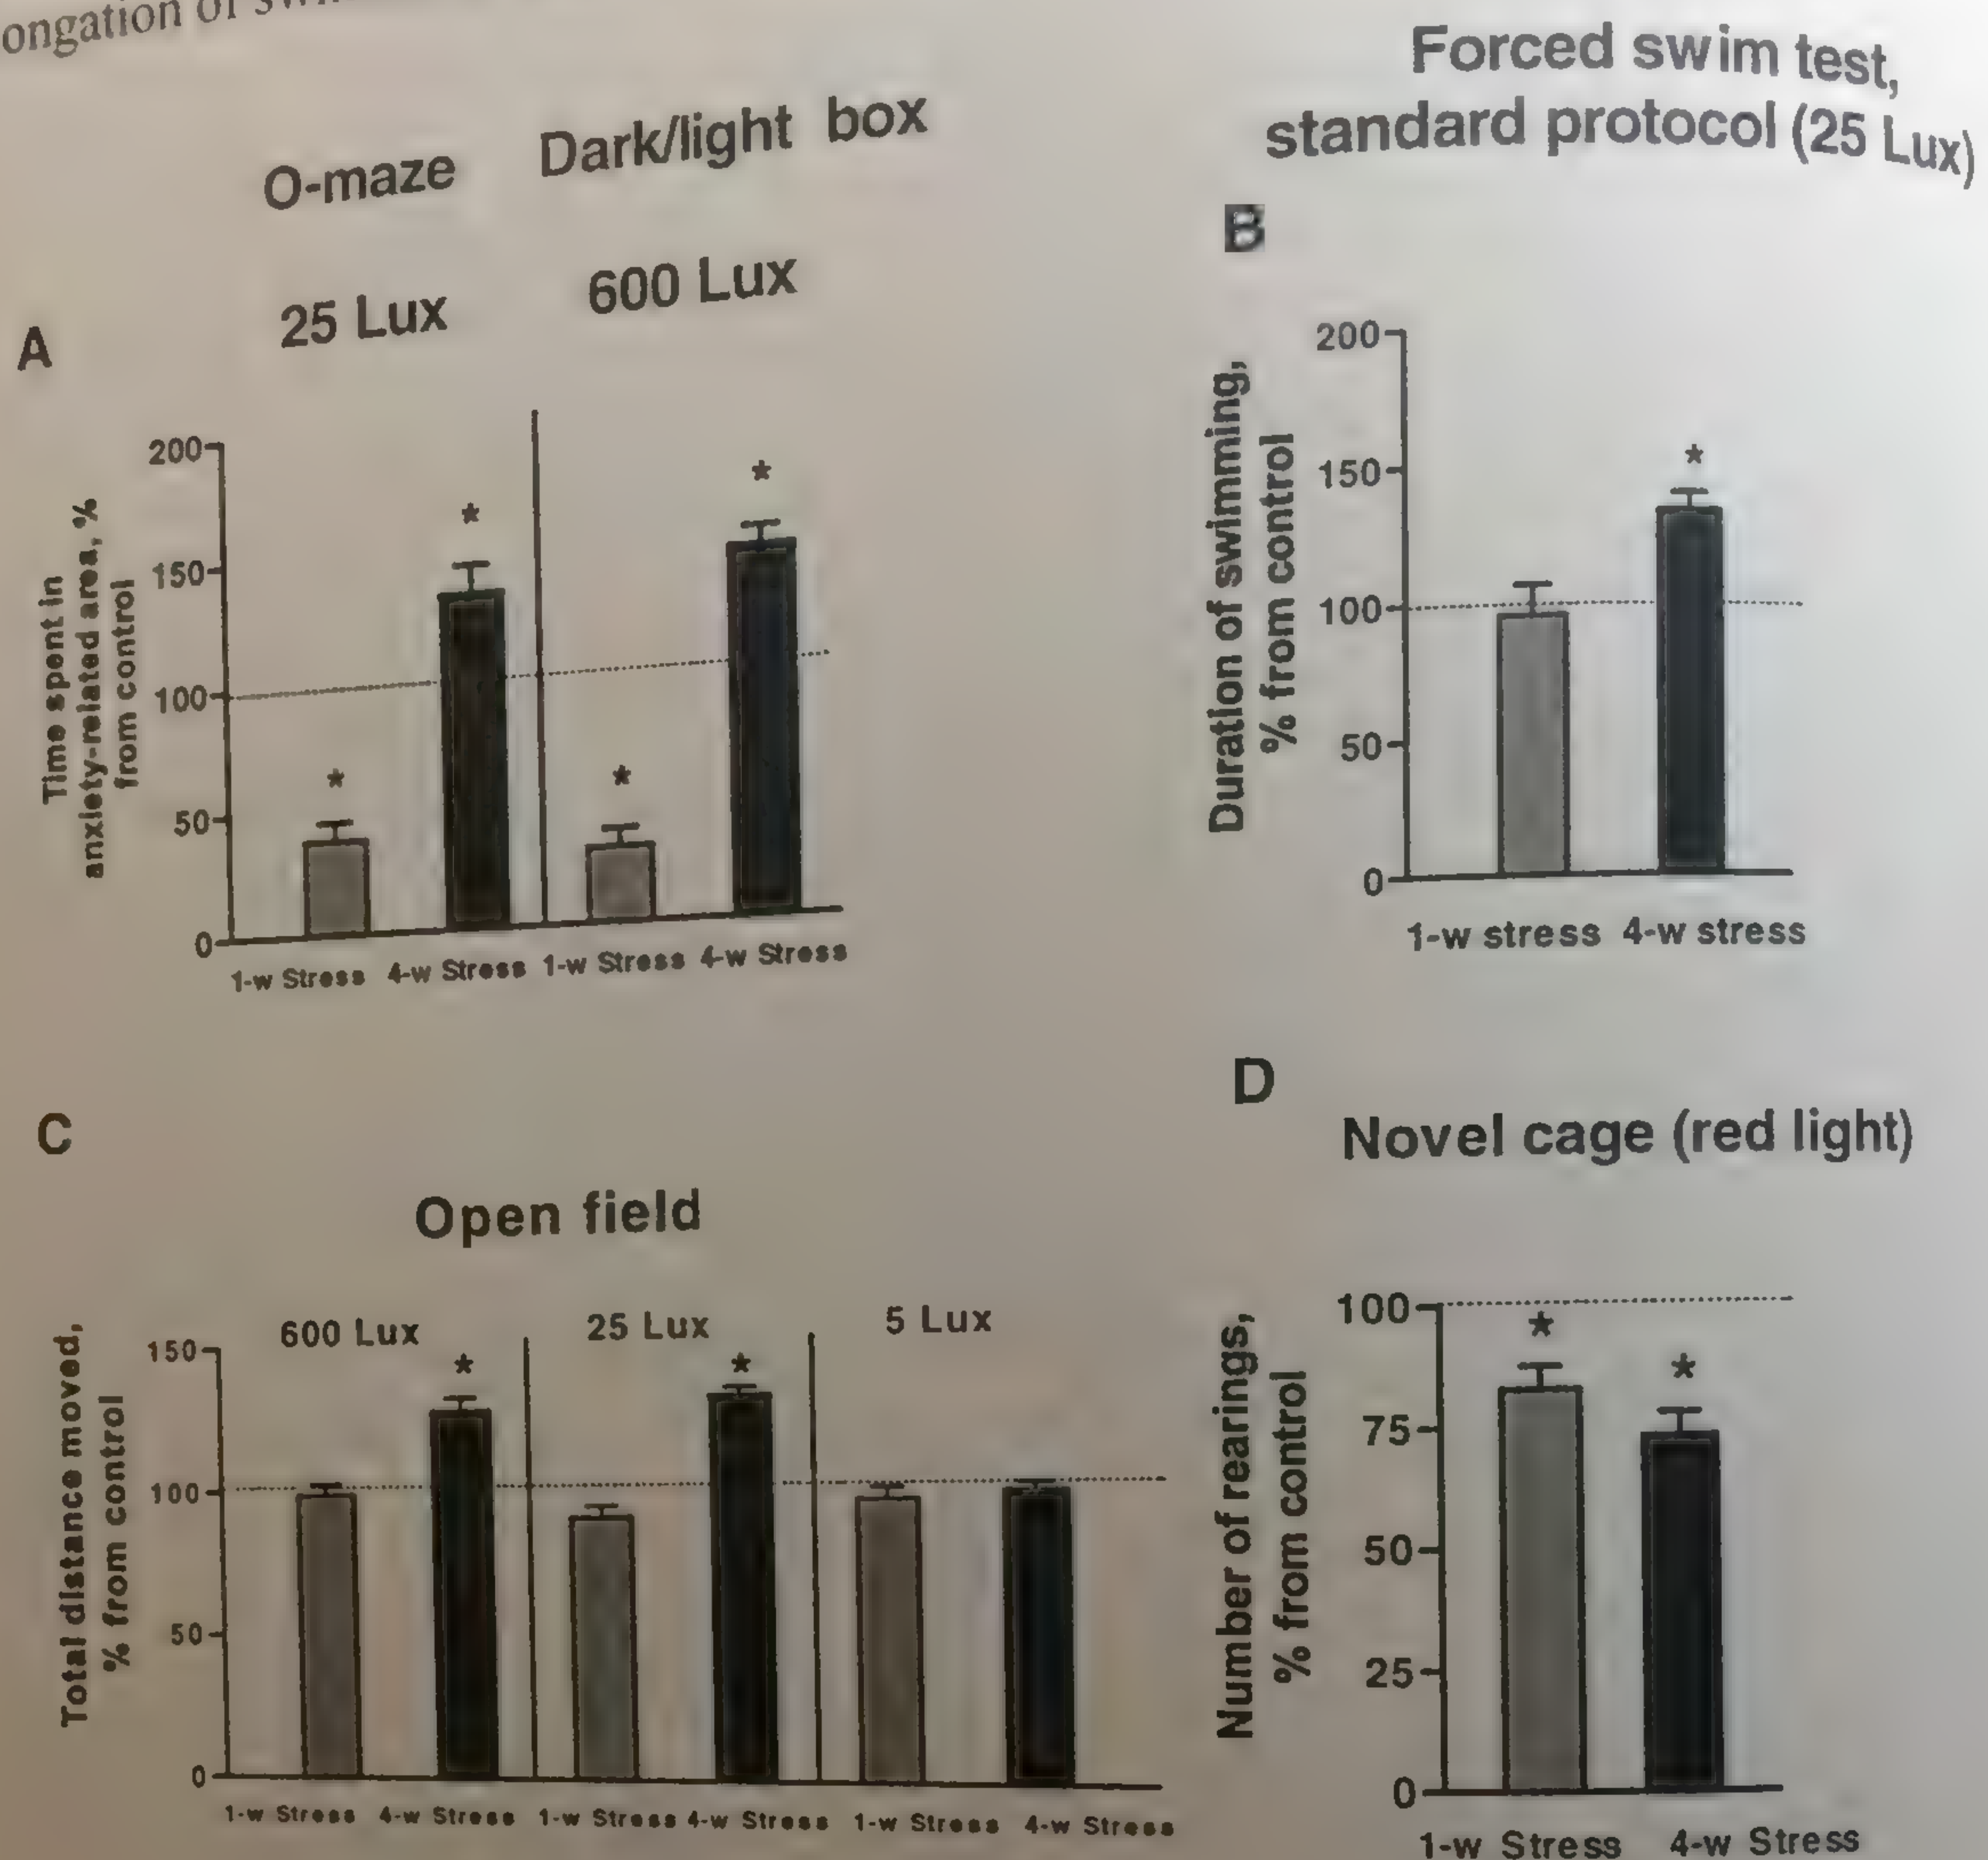 ongation of
O-maze Dark/light box
25 Lux 600 Lux
A
Time spent in
anxiety-related area, %
from control
200
150
100
50
0
*
*
*
*
1-w Stress 4-w Stress 1-w Stress 4-w Stress
Forced swim test,
standard protocol (25 Lux)
B
Duration of swimming,
% from control
200
150
100
50
0
*
1-w stress 4-w stress
C
Open field
600 Lux 25 Lux 5 Lux
Total distance moved,
% from control
150
100
50
0
*
*
1-w Stress 4-w Stress 1-w Stress 4-w Stress 1-w Stress 4-w Stress
D
Novel cage (red light)
Number of rearings,
% from control
100
75
50
25
0
*
*
1-w Stress 4-w Stress